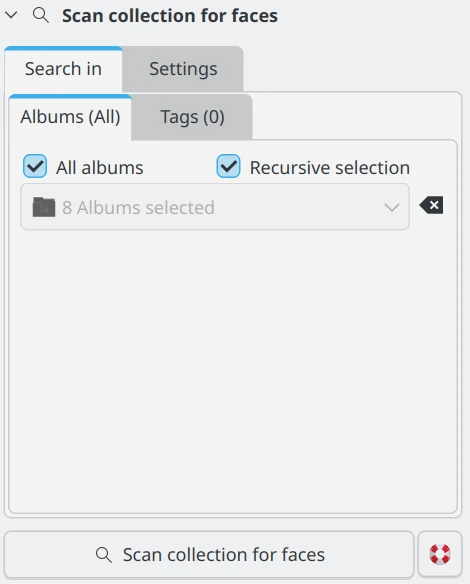 Scan collection for faces
Search in Settings
Albums (All) Tags (0)
All albums Recursive selection
8 Albums selected
Scan collection for faces